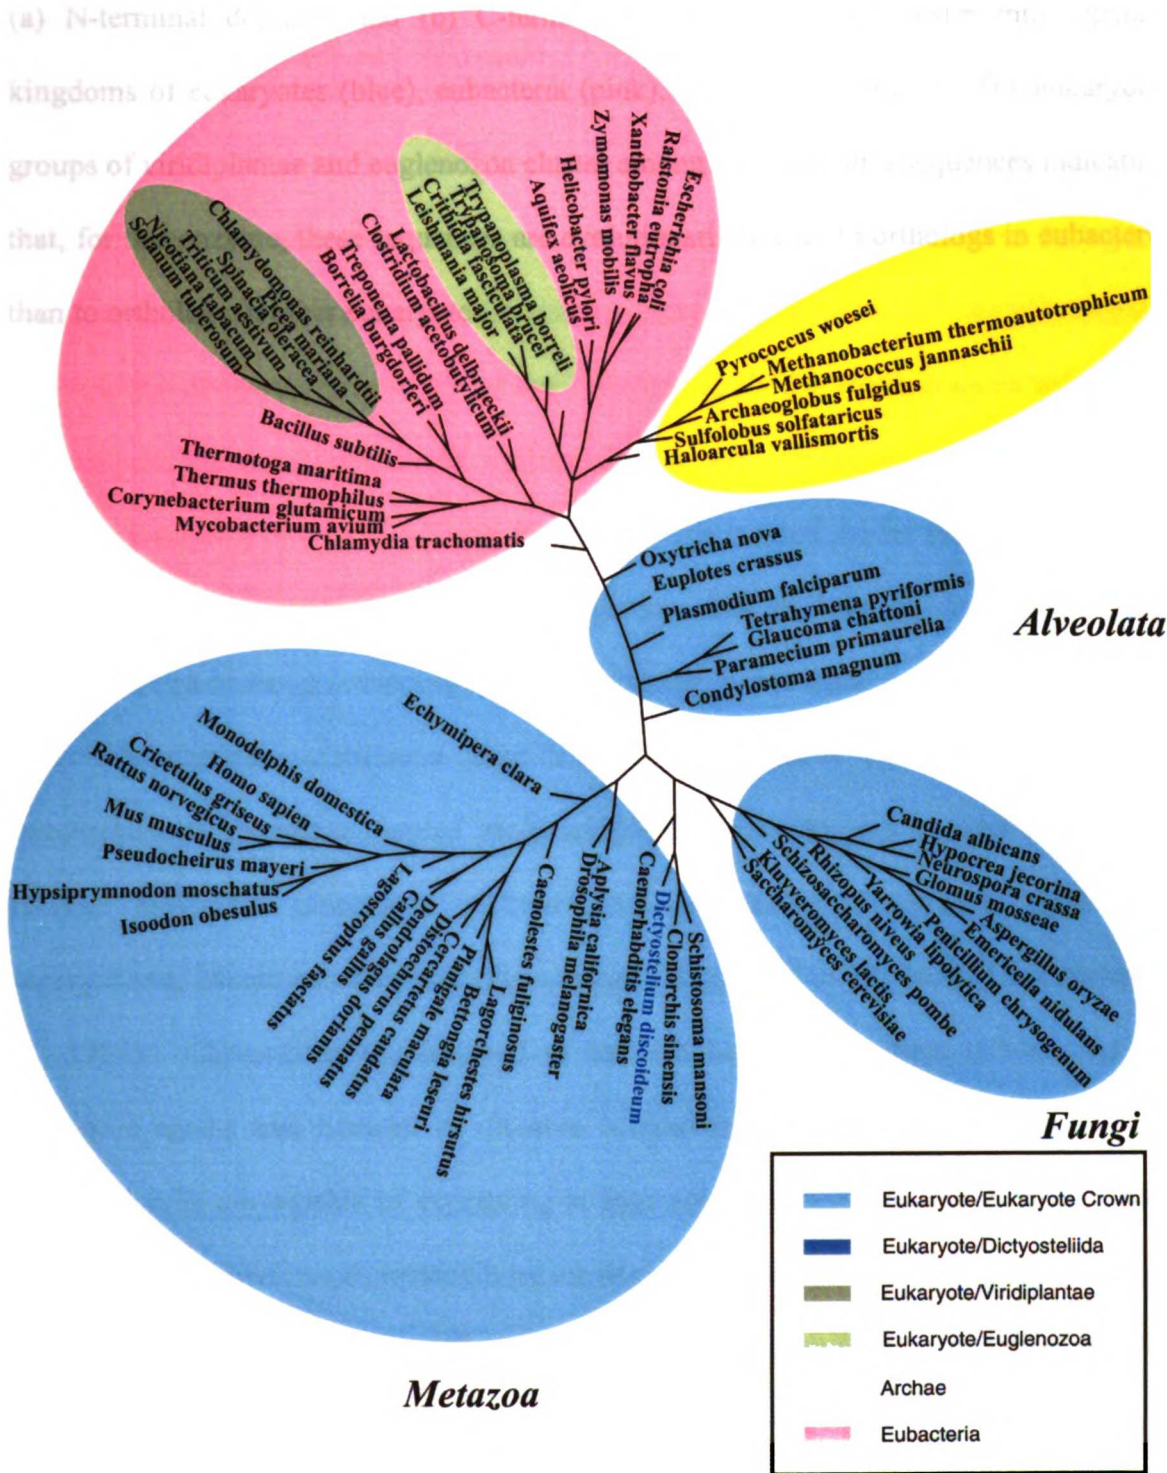 (a) N-terminal
kingdoms of (blue), eubacteria (pink),
groups of and euglenozoa sequences indicate
that, for orthologs in eubacter
than to
Escherichia coli
Ralstonia eutropha
Xanthobacter flavus
Zymomonas mobilis
Helicobacter pylori
Aquifex aeolicus
Trypanoplasma borreli
Trypanosoma brucei
Crithidia fasciculata
Leishmania major
Lactobacillus delbrueckii
Clostridium acetobutylicum
Treponema pallidum
Borrelia burgdorferi
Chlamydomonas reinhardtii
Picea mariana
Spinacia oleracea
Triticum aestivum
Nicotiana tabacum
Solanum tuberosum
Bacillus subtilis
Thermotoga maritima
Thermus thermophilus
Corynebacterium glutamicum
Mycobacterium avium
Chlamydia trachomatis
Pyrococcus woesei
Methanobacterium thermoautotrophicum
Methanococcus jannaschii
Archaeoglobus fulgidus
Sulfolobus solfataricus
Haloarcula vallismortis
Oxytricha nova
Euplotes crassus
Plasmodium falciparum
Tetrahymena pyriformis
Glaucoma chattoni
Paramecium primaurelia
Condylostoma magnum
Alveolata
Echymipera clara
Monodelphis domestica
Homo sapien
Cricetulus griseus
Rattus norvegicus
Mus musculus
Pseudocheirus mayeri
Hypsiprymnodon moschatus
Isoodon obesulus
Lagostrophus fasciatus
Gallus gallus
Dendrolagus dorianus
Distoechurus pennatus
Cercartetus caudatus
Planigale maculata
Bettongia lesueri
Lagorchestes hirsutus
Caenolestes fuliginosus
Drosophila melanogaster
Aplysia californica
Caenorhabditis elegans
Dictyostelium discoideum
Clonorchis sinensis
Schistosoma mansoni
Candida albicans
Hypocrea jecorina
Neurospora crassa
Glomus mosseae
Aspergillus oryzae
Emericella nidulans
Penicillium chrysogenum
Yarrowia lipolytica
Rhizopus niveus
Schizosaccharomyces pombe
Kluyveromyces lactis
Saccharomyces cerevisiae
Fungi
Metazoa
Eukaryote/Eukaryote Crown
Eukaryote/Dictyosteliida
Eukaryote/Viridiplantae
Eukaryote/Euglenozoa
Archae
Eubacteria